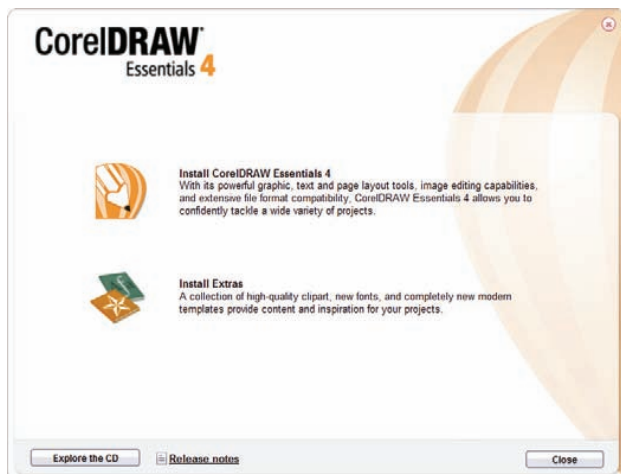 CorelDRAW
Essentials 4
Install CorelDRAW Essentials 4
With its powerful graphic, text and page layout tools, image editing capabilities,
and extensive file format compatibility, CorelDRAW Essentials 4 allows you to
confidently tackle a wide variety of projects.
Install Extras
A collection of high-quality clipart, new fonts, and completely new modern
templates provide content and inspiration for your projects.
Explore the CD
Release notes
Close